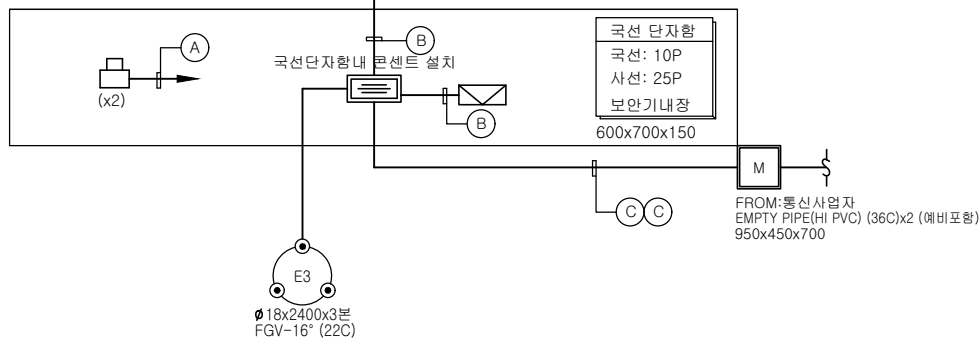 국선 단자함
국선: 10P
사선: 25P
보안기내장
600x700x150
A
B
국선단자함내 콘센트 설치
(x2)
B
M
C C
FROM:통신사업자
EMPTY PIPE(HI PVC) (36C)x2 (예비포함)
950x450x700
E3
ø18x2400x3본
FGV-16° (22C)